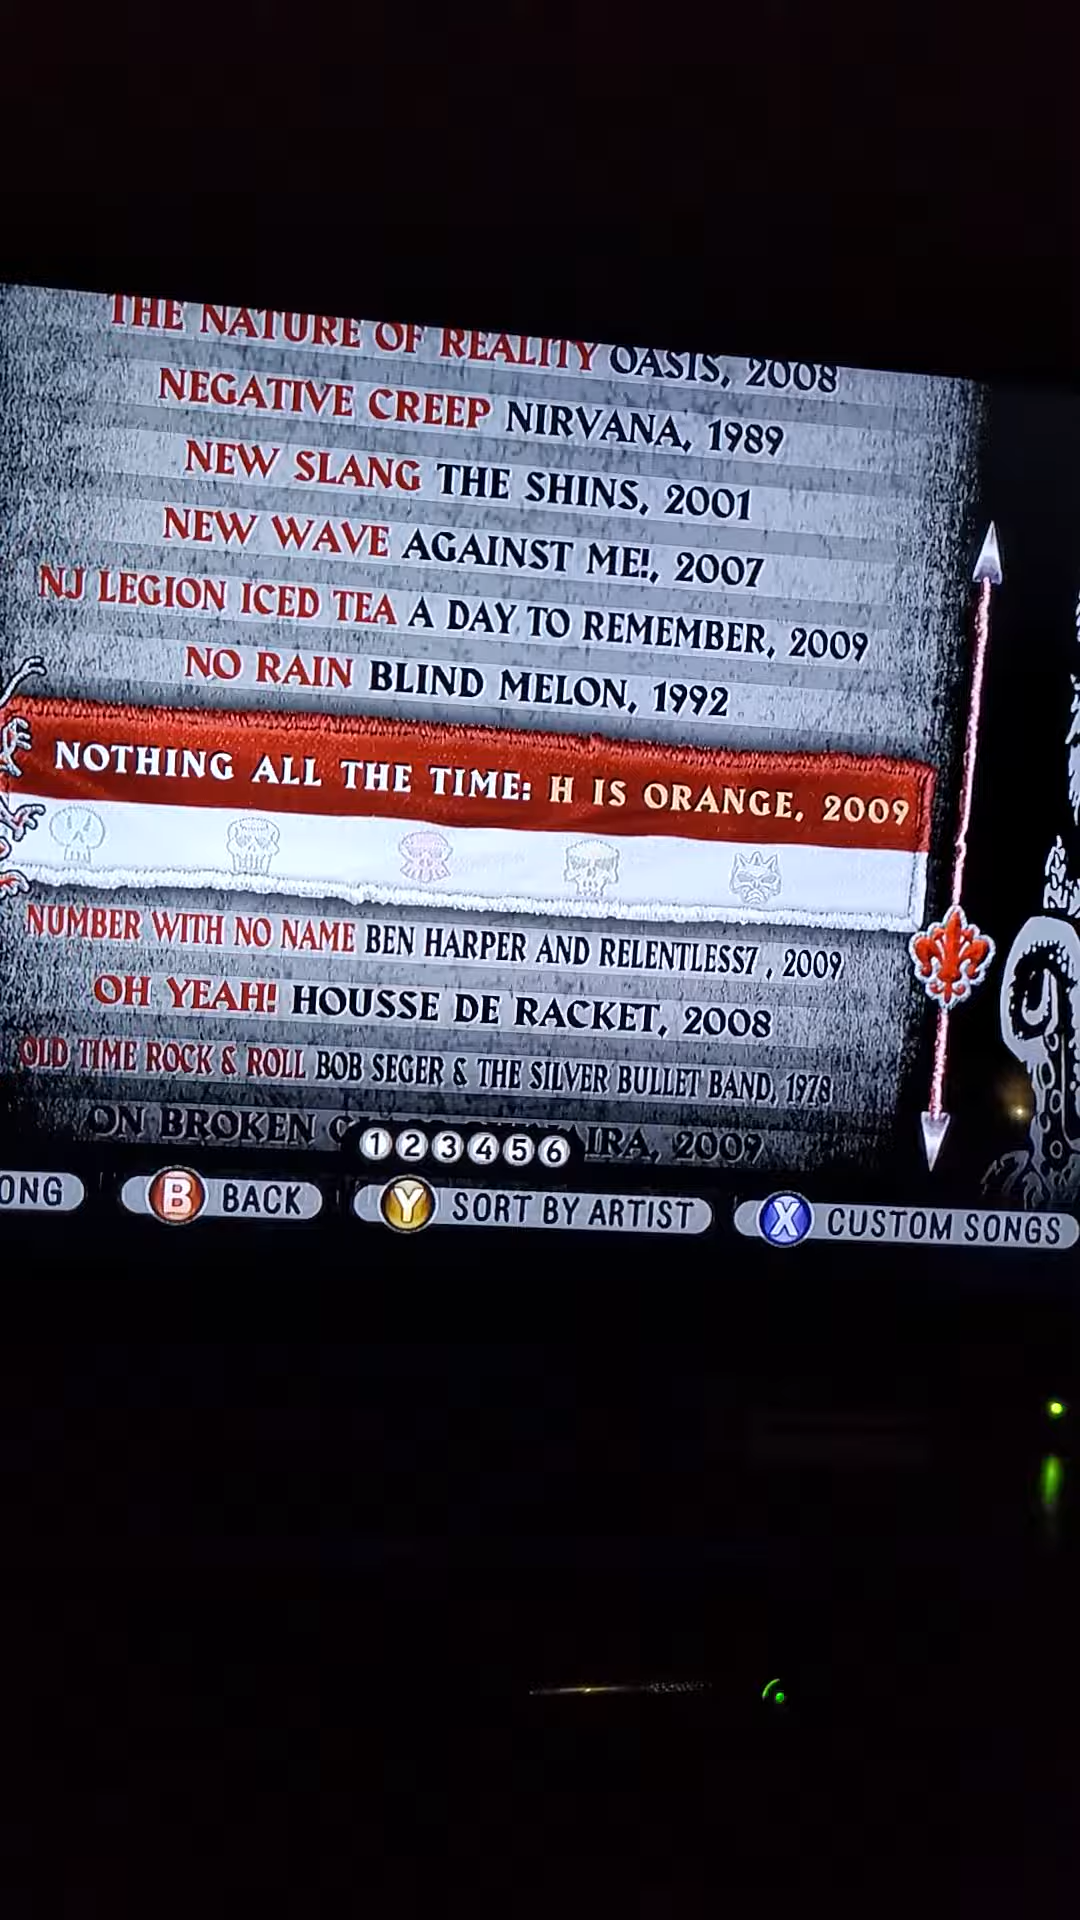 THE NATURE OF REALITY OASIS, 2008
NEGATIVE CREEP NIRVANA, 1989
NEW SLANG THE SHINS, 2001
NEW WAVE AGAINST ME!, 2007
NJ LEGION ICED TEA A DAY TO REMEMBER, 2009
NO RAIN BLIND MELON, 1992
NOTHING ALL THE TIME: H IS ORANGE, 2009
NUMBER WITH NO NAME BEN HARPER AND RELENTLESS7 , 2009
OH YEAH! HOUSSE DE RACKET, 2008
OLD TIME ROCK & ROLL BOB SEGER & THE SILVER BULLET BAND, 1978
ON BROKEN IRA, 2009
1 2 3 4 5 6
ONG B BACK Y SORT BY ARTIST X CUSTOM SONGS